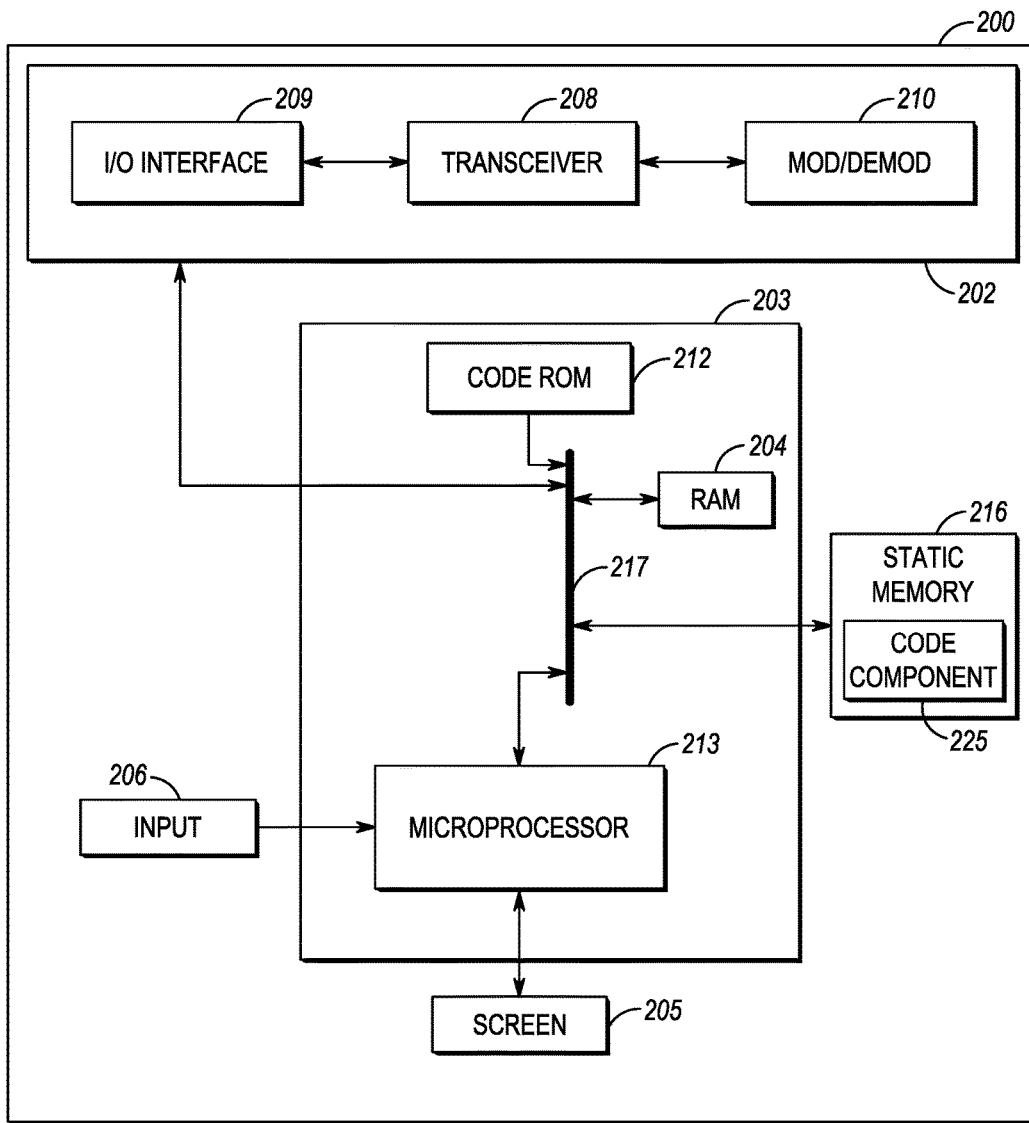 200
209
208
210
I/O INTERFACE
TRANSCEIVER
MOD/DEMOD
202
203
CODE ROM
212
204
RAM
217
216
STATIC
MEMORY
CODE
COMPONENT
225
213
206
INPUT
MICROPROCESSOR
SCREEN
205